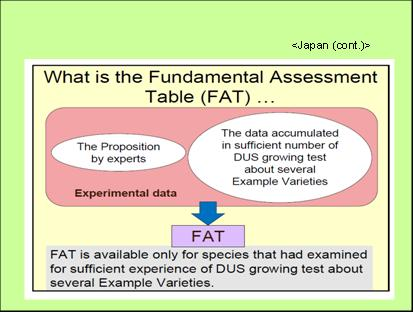 <Japan (cont.)>
What is the Fundamental Assessment
Table (FAT) …
The Proposition
by experts
The data accumulated
in sufficient number of
DUS growing test
about several
Example Varieties
Experimental data
FAT
FAT is available only for species that had examined
for sufficient experience of DUS growing test about
several Example Varieties.